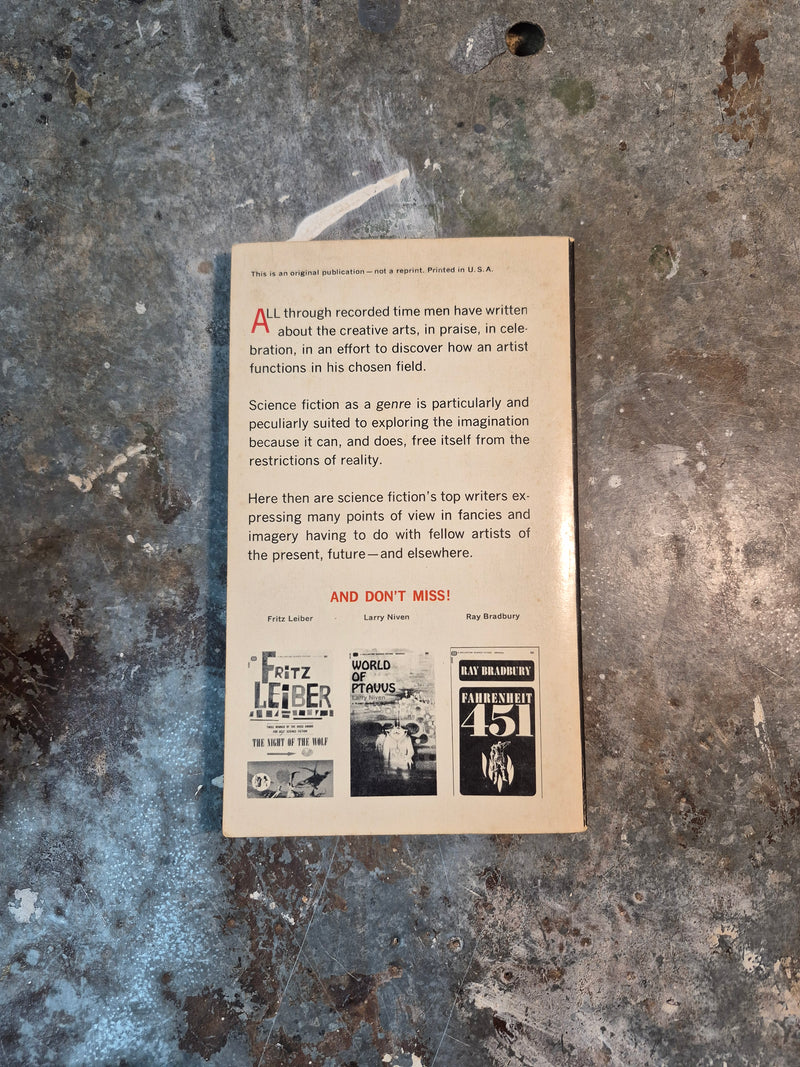 This is an original publication—not a reprint. Printed in U.S.A.
ALL through recorded time men have written
about the creative arts, in praise, in cele-
bration, in an effort to discover how an artist
functions in his chosen field.
Science fiction as a genre is particularly and
peculiarly suited to exploring the imagination
because it can, and does, free itself from the
restrictions of reality.
Here then are science fiction's top writers ex-
pressing many points of view in fancies and
imagery having to do with fellow artists of
the present, future—and elsewhere.
AND DON'T MISS!
Fritz Leiber
Larry Niven
Ray Bradbury
FRITZ
LEIBER
THE NIGHT OF THE WOLF
WORLD
OF
PTAVVS
Larry Niven
RAY BRADBURY
FAHRENHEIT
451